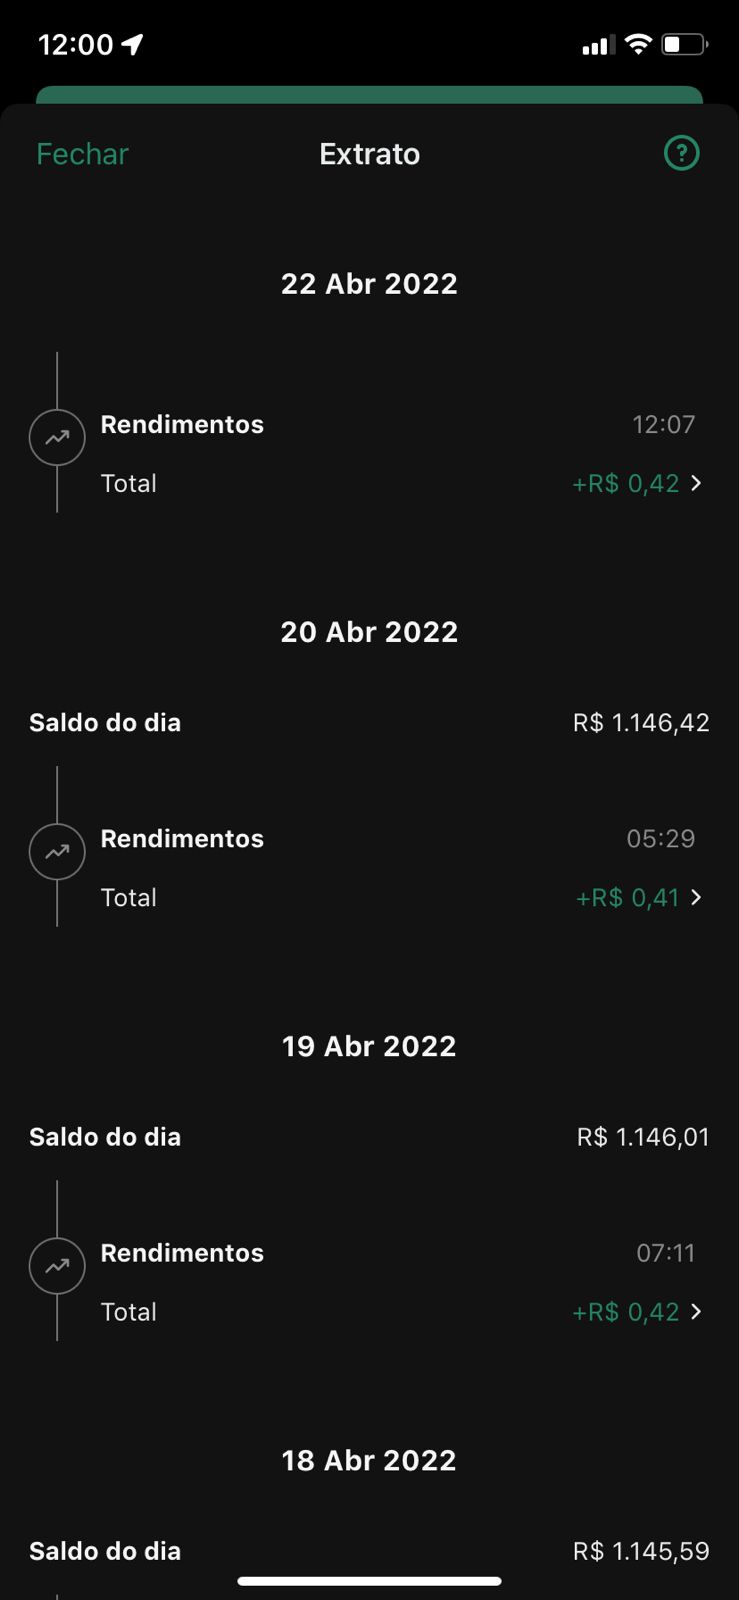 12:00
Fechar
Extrato
?
22 Abr 2022
Rendimentos
12:07
Total
+R$ 0,42
20 Abr 2022
Saldo do dia
R$ 1.146,42
Rendimentos
05:29
Total
+R$ 0,41
19 Abr 2022
Saldo do dia
R$ 1.146,01
Rendimentos
07:11
Total
+R$ 0,42
18 Abr 2022
Saldo do dia
R$ 1.145,59